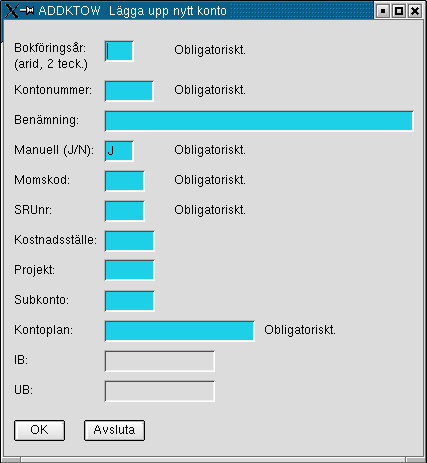 ADDKTOW Lägga upp nytt konto
Bokföringsår: Obligatoriskt.
(arid, 2 teck.)
Kontonummer: Obligatoriskt.
Benämning:
Manuell (J/N): J Obligatoriskt.
Momskod: Obligatoriskt.
SRUnr: Obligatoriskt.
Kostnadsställe:
Projekt:
Subkonto:
Kontoplan: Obligatoriskt.
IB:
UB:
OK Avsluta